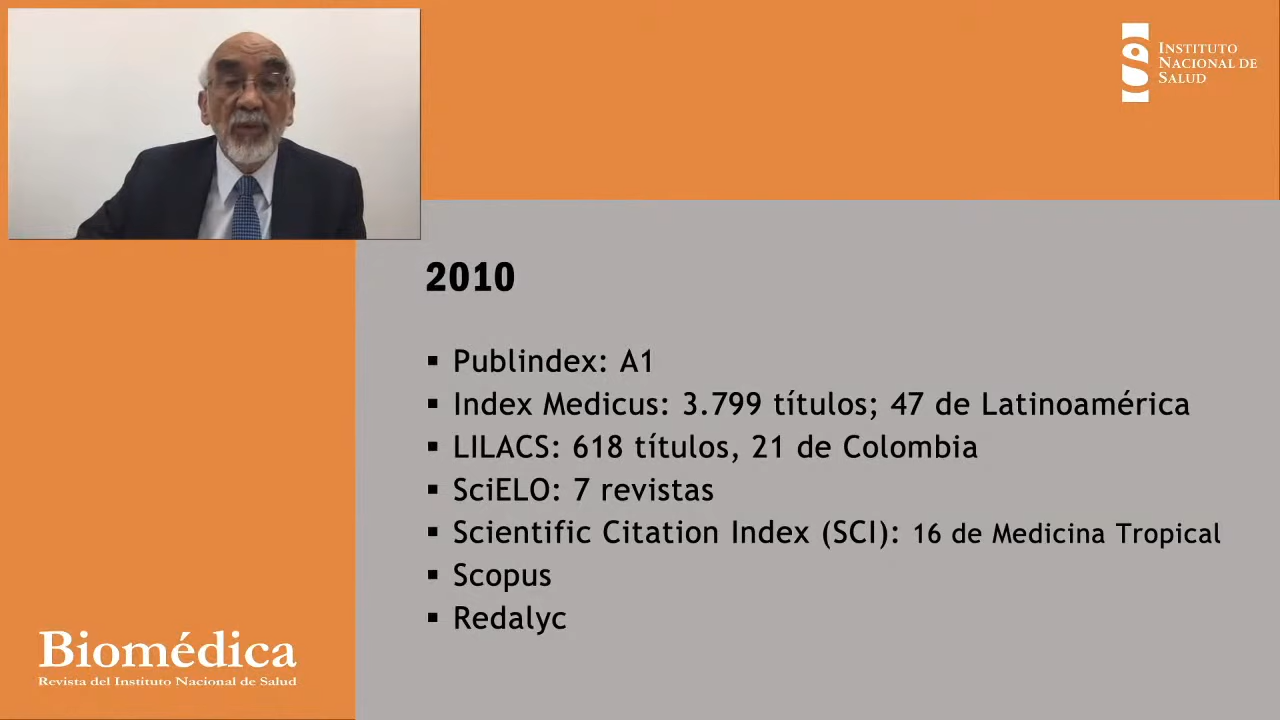 INSTITUTO
NACIONAL DE
SALUD
2010
▪ Publindex: A1
▪ Index Medicus: 3.799 títulos; 47 de Latinoamérica
▪ LILACS: 618 títulos, 21 de Colombia
▪ SciELO: 7 revistas
▪ Scientific Citation Index (SCI): 16 de Medicina Tropical
▪ Scopus
▪ Redalyc
Biomédica
Revista del Instituto Nacional de Salud